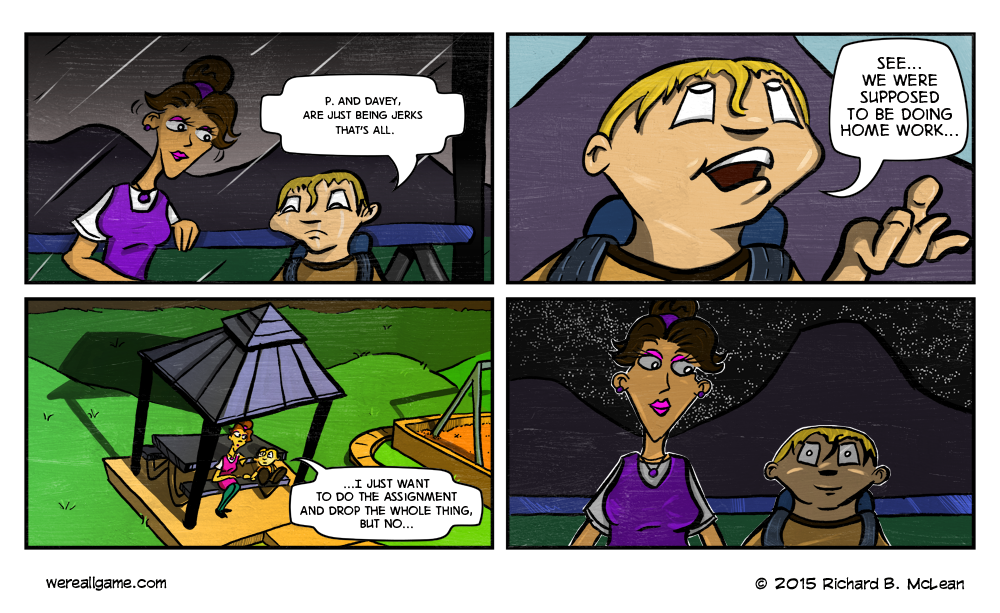 P. AND DAVEY,
ARE JUST BEING JERKS
THAT'S ALL.
SEE...
WE WERE
SUPPOSED
TO BE DOING
HOME WORK...
...I JUST WANT
TO DO THE ASSIGNMENT
AND DROP THE WHOLE THING,
BUT NO...
wereallgame.com
© 2015 Richard B. McLean